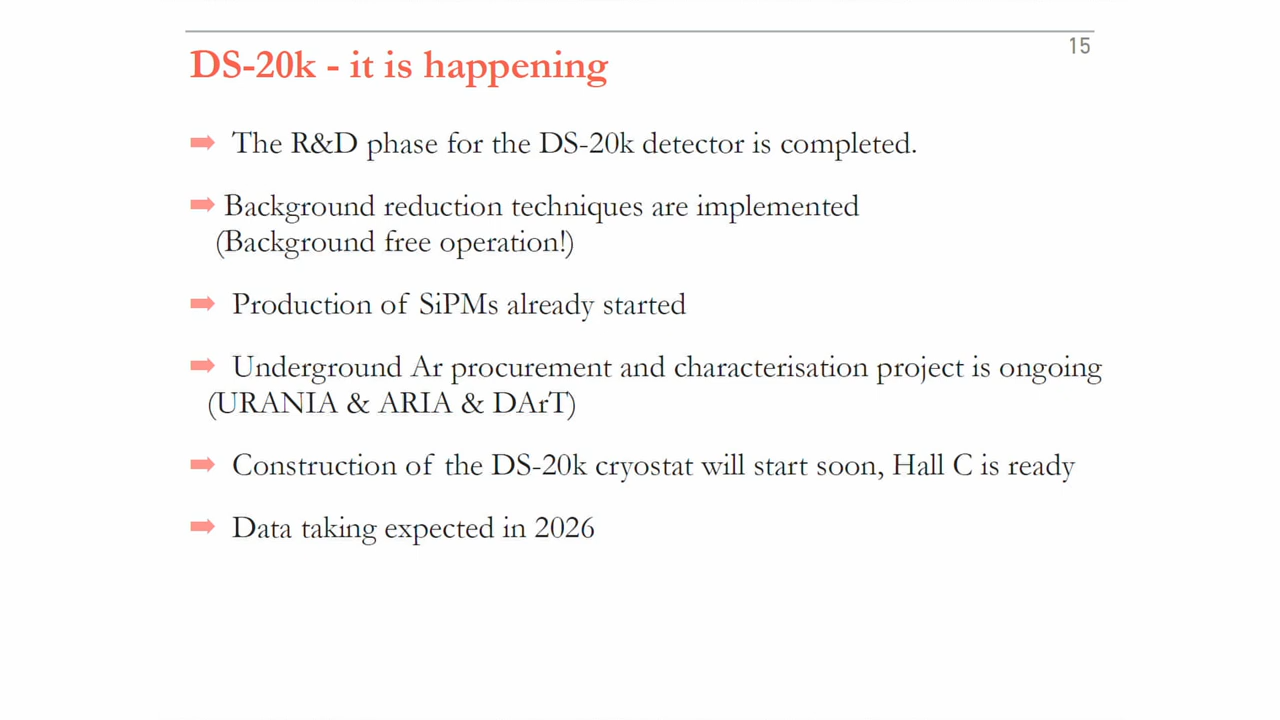 15
DS-20k - it is happening
➡ The R&D phase for the DS-20k detector is completed.
➡ Background reduction techniques are implemented
(Background free operation!)
➡ Production of SiPMs already started
➡ Underground Ar procurement and characterisation project is ongoing
(URANIA & ARIA & DArT)
➡ Construction of the DS-20k cryostat will start soon, Hall C is ready
➡ Data taking expected in 2026